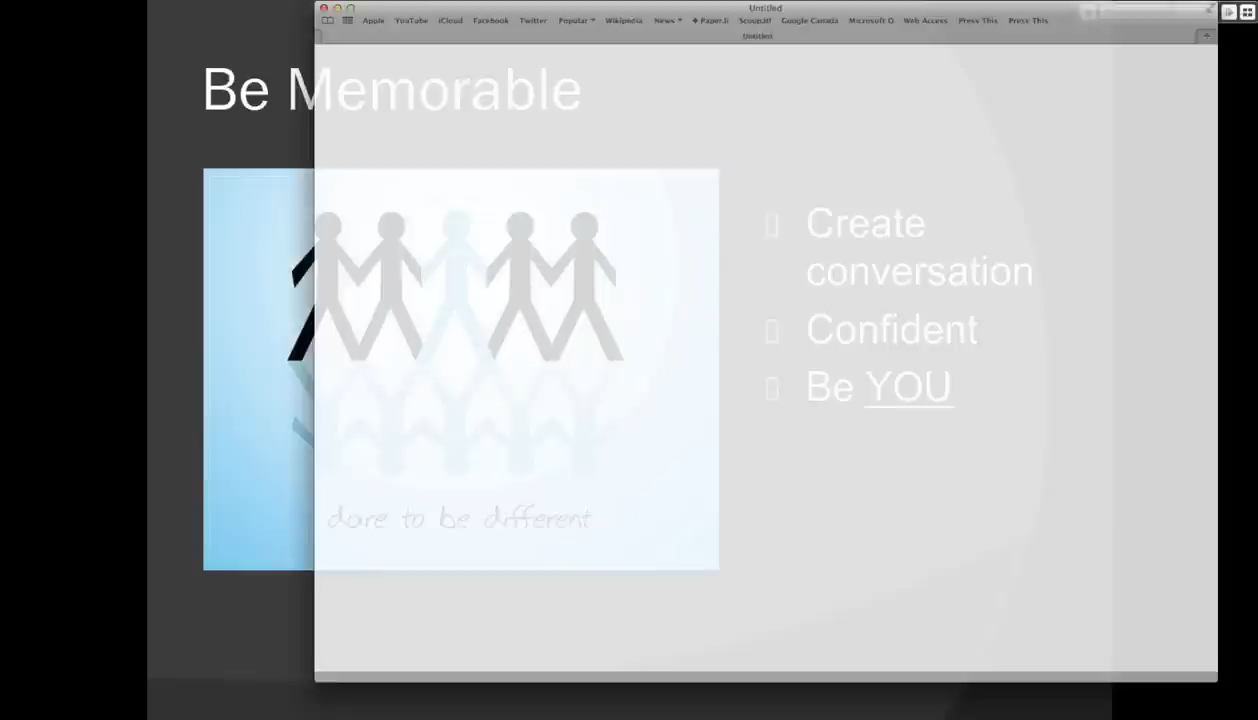 Untitled
Apple YouTube iCloud Facebook Twitter Popular Wikipedia News Paper.li Scoop.it! Google Canada Microsoft O Web Access Press This Press This
Untitled
Be Memorable
Create
conversation
Confident
Be YOU
dare to be different